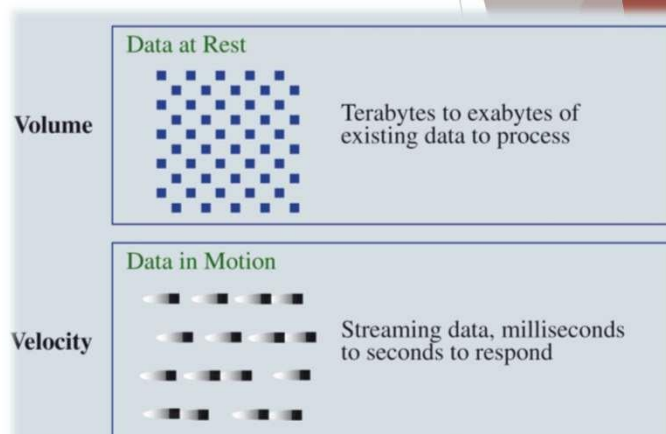 Data at Rest
Volume
Terabytes to exabytes of
existing data to process
Data in Motion
Velocity
Streaming data, milliseconds
to seconds to respond